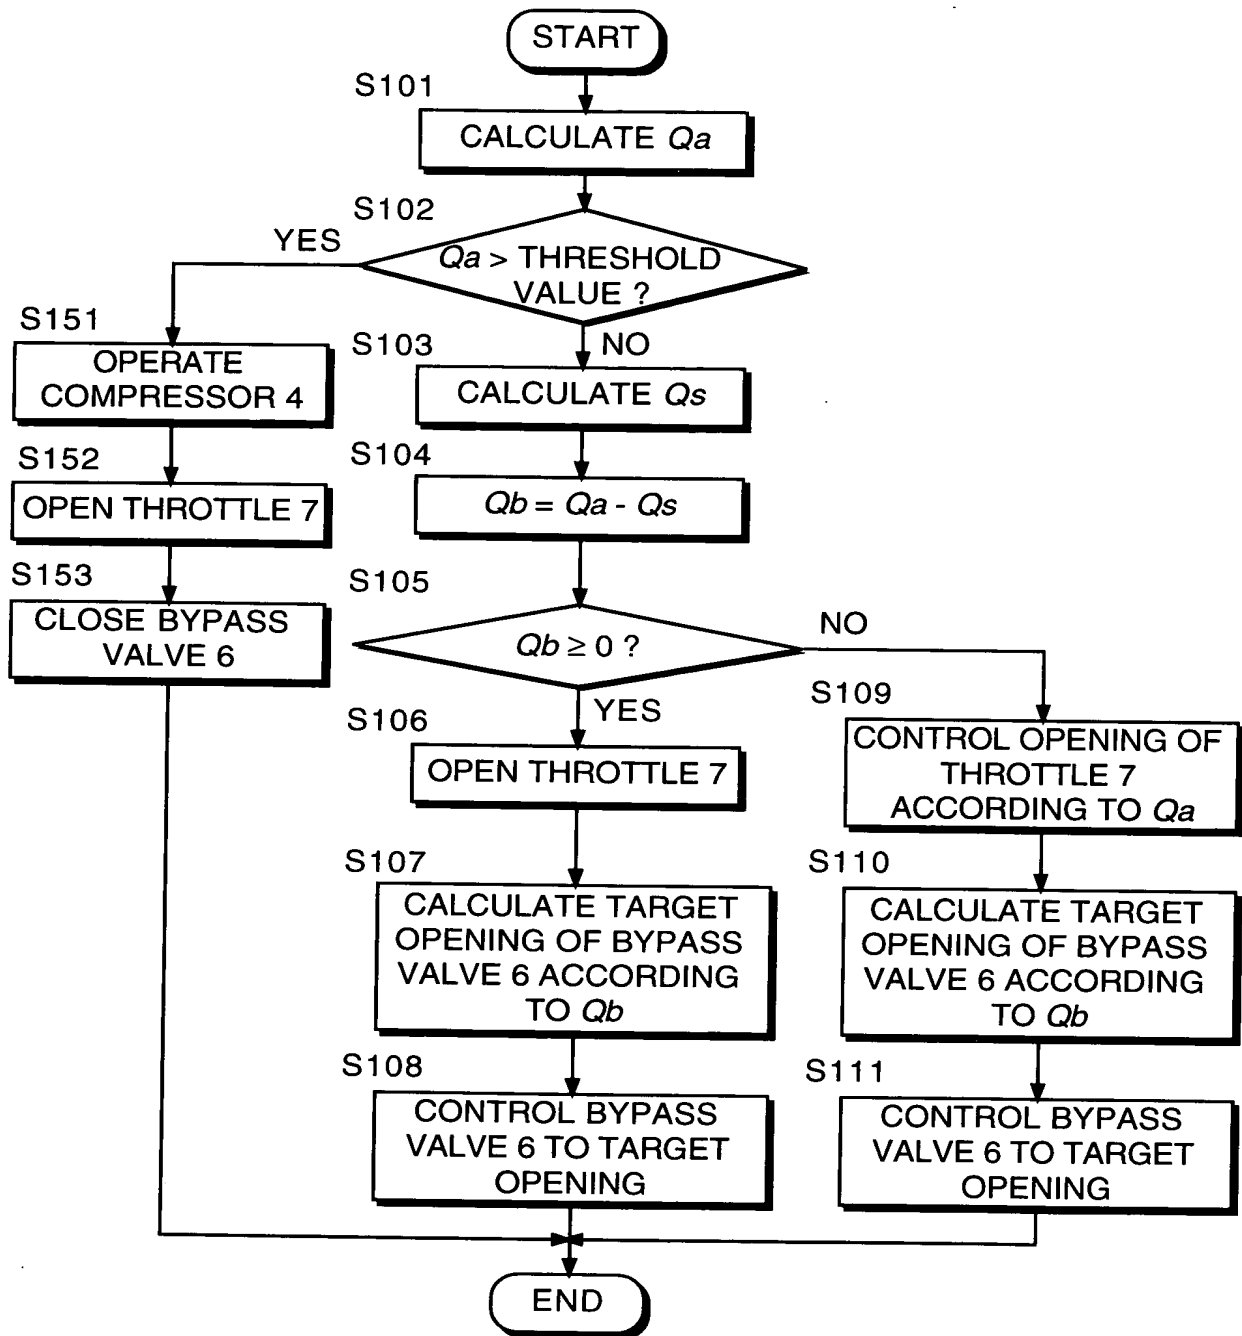 START
S101
CALCULATE Qa
S102
YES
Qa > THRESHOLD
VALUE ?
S151
OPERATE
COMPRESSOR 4
S103
NO
CALCULATE Qs
S152
OPEN THROTTLE 7
S104
Qb = Qa - Qs
S153
CLOSE BYPASS
VALVE 6
S105
Qb ≥ 0 ?
NO
YES
S106
OPEN THROTTLE 7
S109
CONTROL OPENING OF
THROTTLE 7
ACCORDING TO Qa
S107
CALCULATE TARGET
OPENING OF BYPASS
VALVE 6 ACCORDING
TO Qb
S110
CALCULATE TARGET
OPENING OF BYPASS
VALVE 6 ACCORDING
TO Qb
S108
CONTROL BYPASS
VALVE 6 TO TARGET
OPENING
S111
CONTROL BYPASS
VALVE 6 TO TARGET
OPENING
END